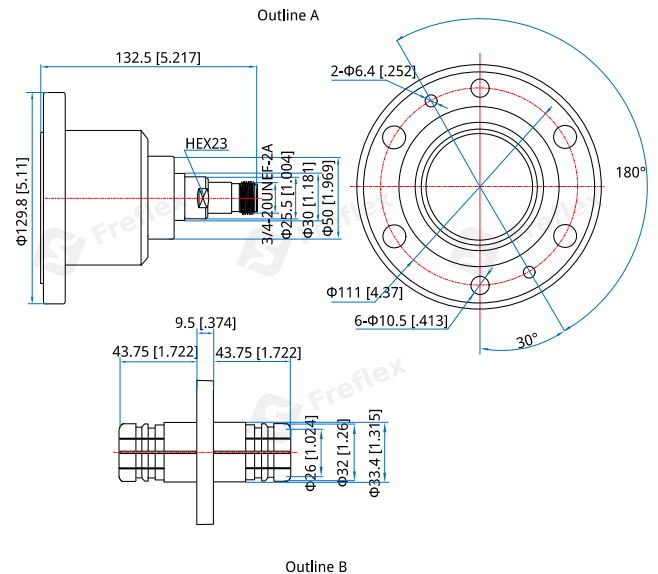 Outline A
132.5 [5.217]
2-Φ6.4 [.252]
HEX23
180°
Φ129.8 [5.11]
3/4-20UNEF-2A
Φ25.5 [1.004]
Φ30 [1.181]
Φ50 [1.969]
Freflex
Freflex
Freflex
Φ111 [4.37]
6-Φ10.5 [.413]
30°
9.5 [.374]
43.75 [1.722]
43.75 [1.722]
Freflex
Φ26 [1.024]
Φ32 [1.26]
Φ33.4 [1.315]
Outline B